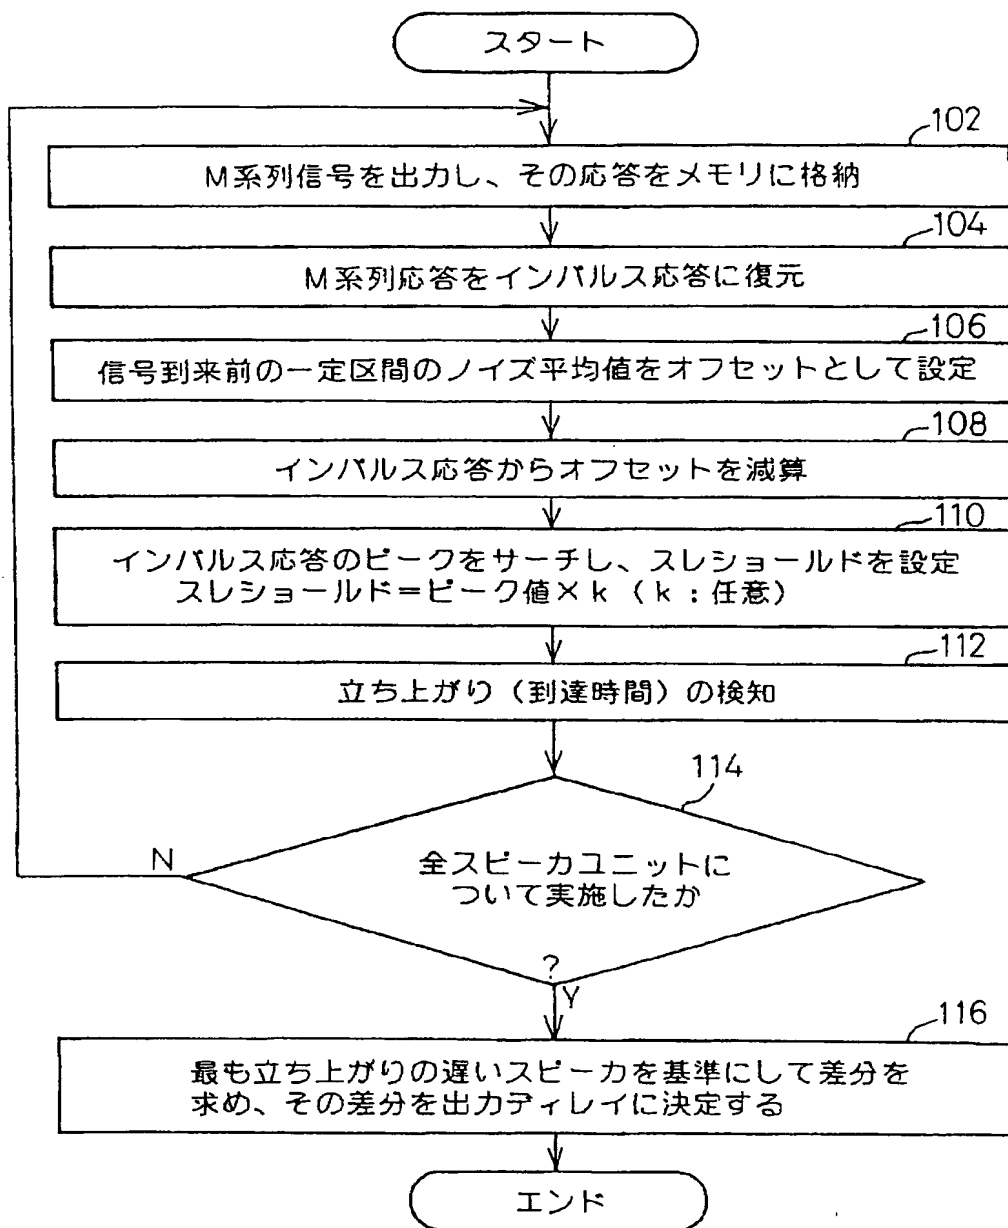 スタート
102
M系列信号を出力し、その応答をメモリに格納
104
M系列応答をインパルス応答に復元
106
信号到来前の一定区間のノイズ平均値をオフセットとして設定
108
インパルス応答からオフセットを減算
110
インパルス応答のピークをサーチし、スレショールドを設定
スレショールド＝ピーク値×k（k：任意）
112
立ち上がり（到達時間）の検知
114
N
全スピーカユニットに
ついて実施したか
?
Y
116
最も立ち上がりの遅いスピーカを基準にして差分を
求め、その差分を出力ディレイに決定する
エンド